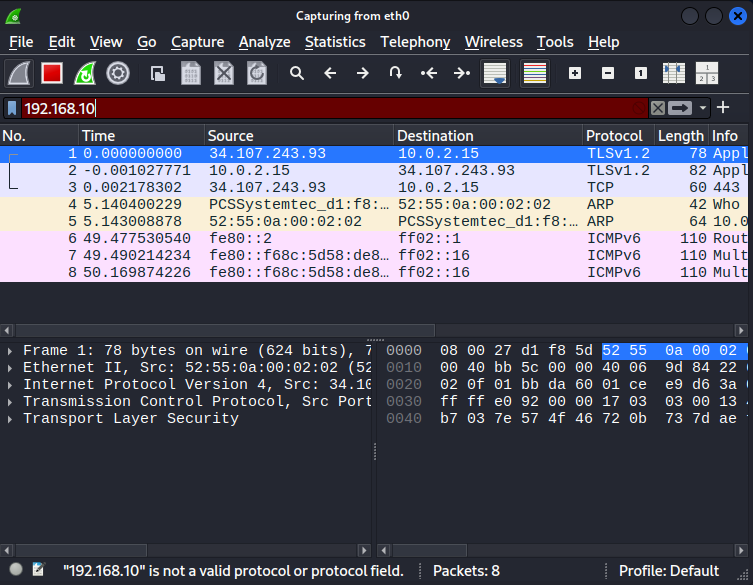 Capturing from eth0
File Edit View Go Capture Analyze Statistics Telephony Wireless Tools Help
192.168.10
No. Time Source Destination Protocol Length Info
1 0.000000000 34.107.243.93 10.0.2.15 TLSv1.2 78 Appl
2 -0.001027771 10.0.2.15 34.107.243.93 TLSv1.2 82 Appl
3 0.002178302 34.107.243.93 10.0.2.15 TCP 60 443
4 5.140400229 PCSSystemtec_d1:f8:… 52:55:0a:00:02:02 ARP 42 Who
5 5.143008878 52:55:0a:00:02:02 PCSSystemtec_d1:f8:… ARP 64 10.0
6 49.477530540 fe80::2 ff02::1 ICMPv6 110 Rout
7 49.490214234 fe80::f68c:5d58:de8… ff02::16 ICMPv6 110 Mult
8 50.169874226 fe80::f68c:5d58:de8… ff02::16 ICMPv6 110 Mult
Frame 1: 78 bytes on wire (624 bits), 7
Ethernet II, Src: 52:55:0a:00:02:02 (52
Internet Protocol Version 4, Src: 34.10
Transmission Control Protocol, Src Port
Transport Layer Security
0000 08 00 27 d1 f8 5d 52 55 0a 00 02
0010 00 40 bb 5c 00 00 40 06 9d 84 22
0020 02 0f 01 bb da 60 01 ce e9 d6 3a
0030 ff ff e0 92 00 00 17 03 03 00 13
0040 b7 03 7e 57 4f 46 72 0b 73 7d ae
"192.168.10" is not a valid protocol or protocol field. Packets: 8 Profile: Default